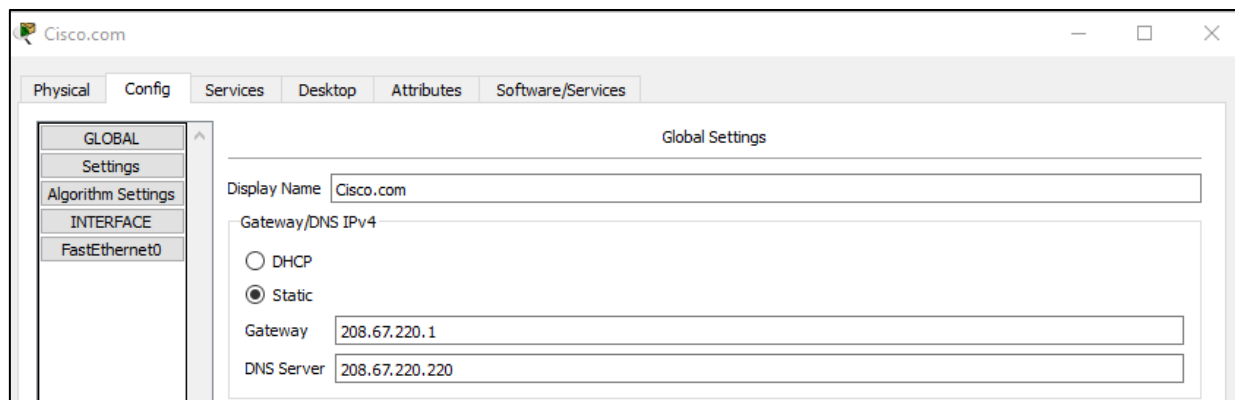 Cisco.com
Physical Config Services Desktop Attributes Software/Services
GLOBAL
Settings
Algorithm Settings
INTERFACE
FastEthernet0
Global Settings
Display Name Cisco.com
Gateway/DNS IPv4
DHCP
Static
Gateway 208.67.220.1
DNS Server 208.67.220.220